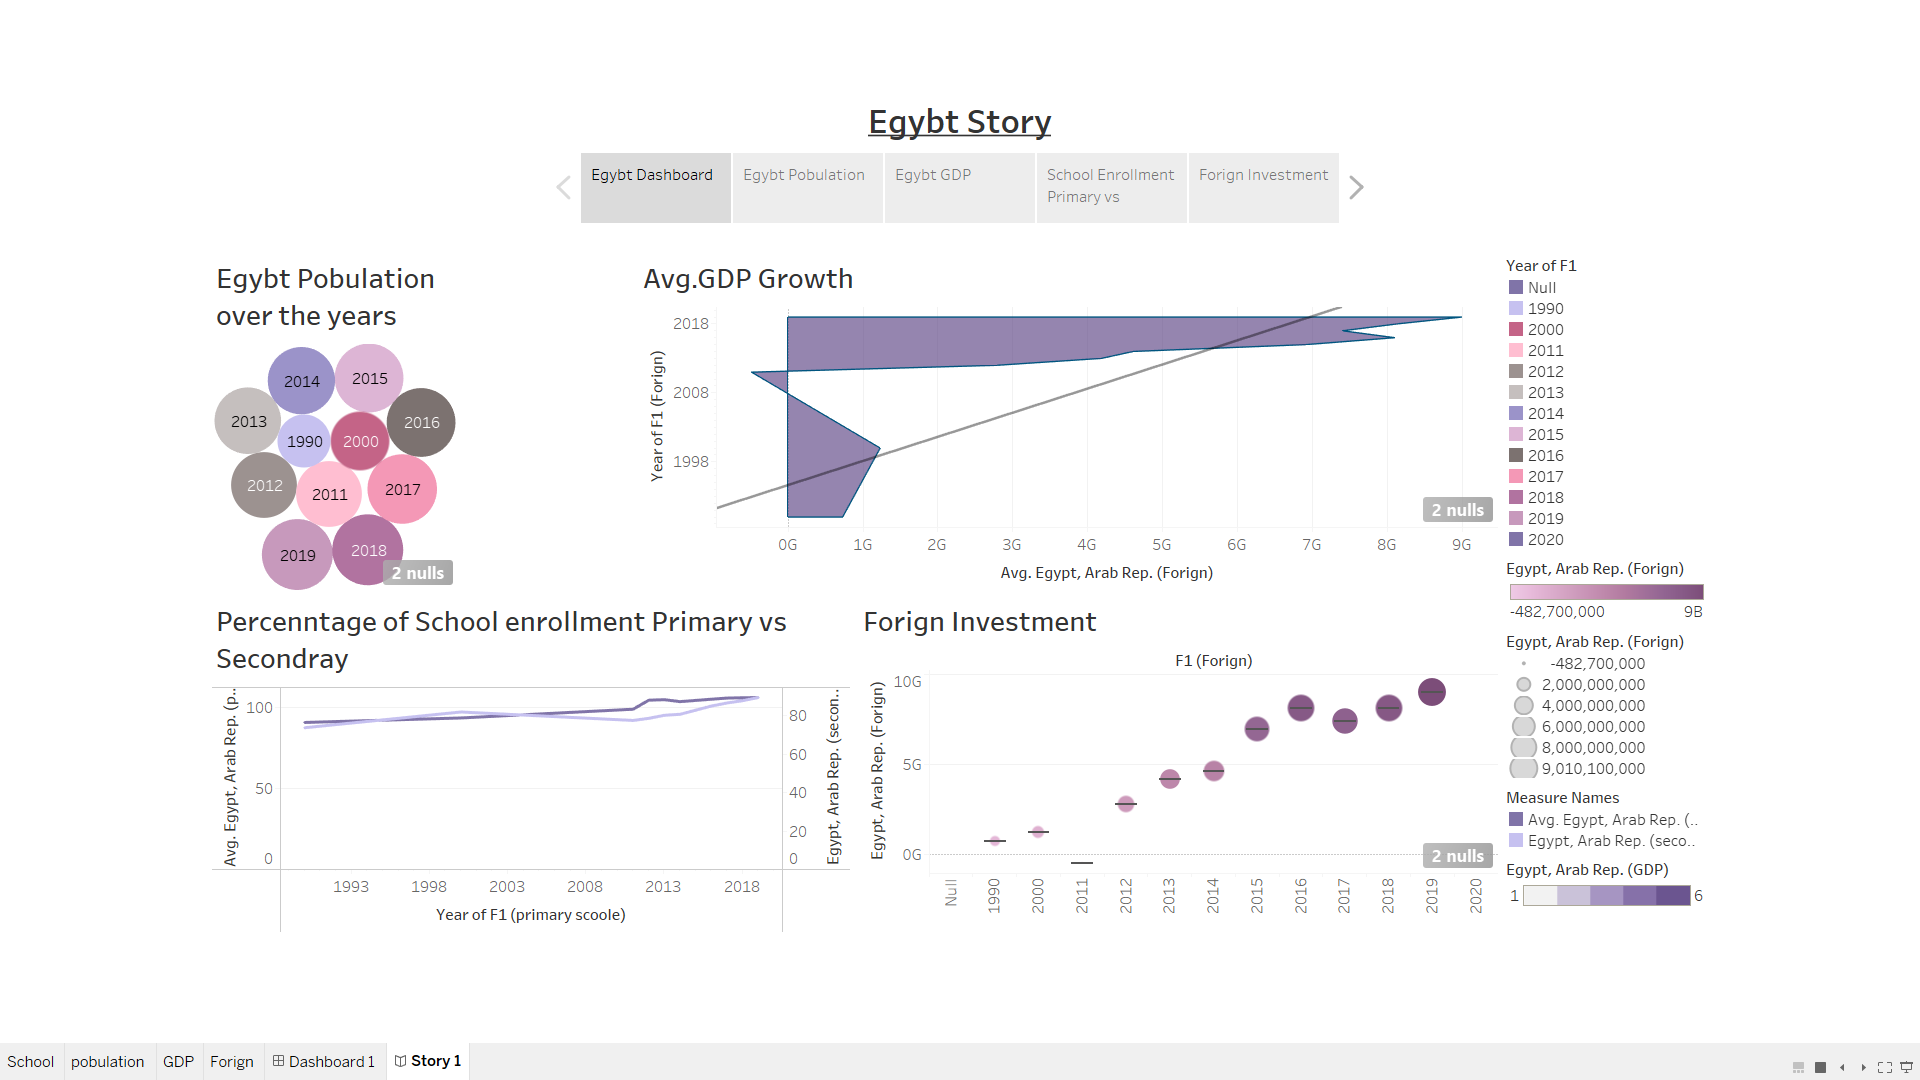 Egybt Story
Egybt Dashboard
Egybt Pobulation
Egybt GDP
School Enrollment
Primary vs
Forign Investment
Egybt Pobulation
over the years
2014
2015
2013
2016
1990
2000
2012
2011
2017
2019
2018
2 nulls
Avg.GDP Growth
Year of F1 (Forign)
2018
2008
1998
2 nulls
0G
1G
2G
3G
4G
5G
6G
7G
8G
9G
Avg. Egypt, Arab Rep. (Forign)
Percenntage of School enrollment Primary vs
Secondray
Avg. Egypt, Arab Rep. (p..
100
50
0
80
60
40
20
0
Egypt, Arab Rep. (secon..
1993
1998
2003
2008
2013
2018
Year of F1 (primary scoole)
Forign Investment
F1 (Forign)
Egypt, Arab Rep. (Forign)
10G
5G
0G
2 nulls
Null
1990
2000
2011
2012
2013
2014
2015
2016
2017
2018
2019
2020
Year of F1
Null
1990
2000
2011
2012
2013
2014
2015
2016
2017
2018
2019
2020
Egypt, Arab Rep. (Forign)
-482,700,000
9B
Egypt, Arab Rep. (Forign)
-482,700,000
2,000,000,000
4,000,000,000
6,000,000,000
8,000,000,000
9,010,100,000
Measure Names
Avg. Egypt, Arab Rep. (..
Egypt, Arab Rep. (seco..
Egypt, Arab Rep. (GDP)
1
6
School
pobulation
GDP
Forign
Dashboard 1
Story 1